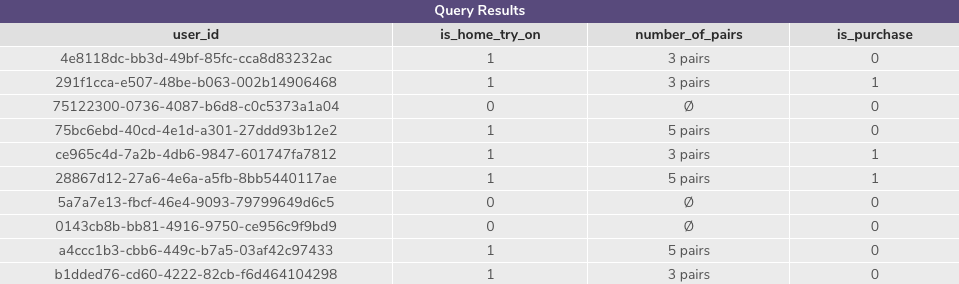 Query Results
user_id is_home_try_on number_of_pairs is_purchase
4e8118dc-bb3d-49bf-85fc-cca8d83232ac 1 3 pairs 0
291f1cca-e507-48be-b063-002b14906468 1 3 pairs 1
75122300-0736-4087-b6d8-c0c5373a1a04 0 Ø 0
75bc6ebd-40cd-4e1d-a301-27ddd93b12e2 1 5 pairs 0
ce965c4d-7a2b-4db6-9847-601747fa7812 1 3 pairs 1
28867d12-27a6-4e6a-a5fb-8bb5440117ae 1 5 pairs 1
5a7a7e13-fbcf-46e4-9093-79799649d6c5 0 Ø 0
0143cb8b-bb81-4916-9750-ce956c9f9bd9 0 Ø 0
a4ccc1b3-cbb6-449c-b7a5-03af42c97433 1 5 pairs 0
b1dded76-cd60-4222-82cb-f6d464104298 1 3 pairs 0